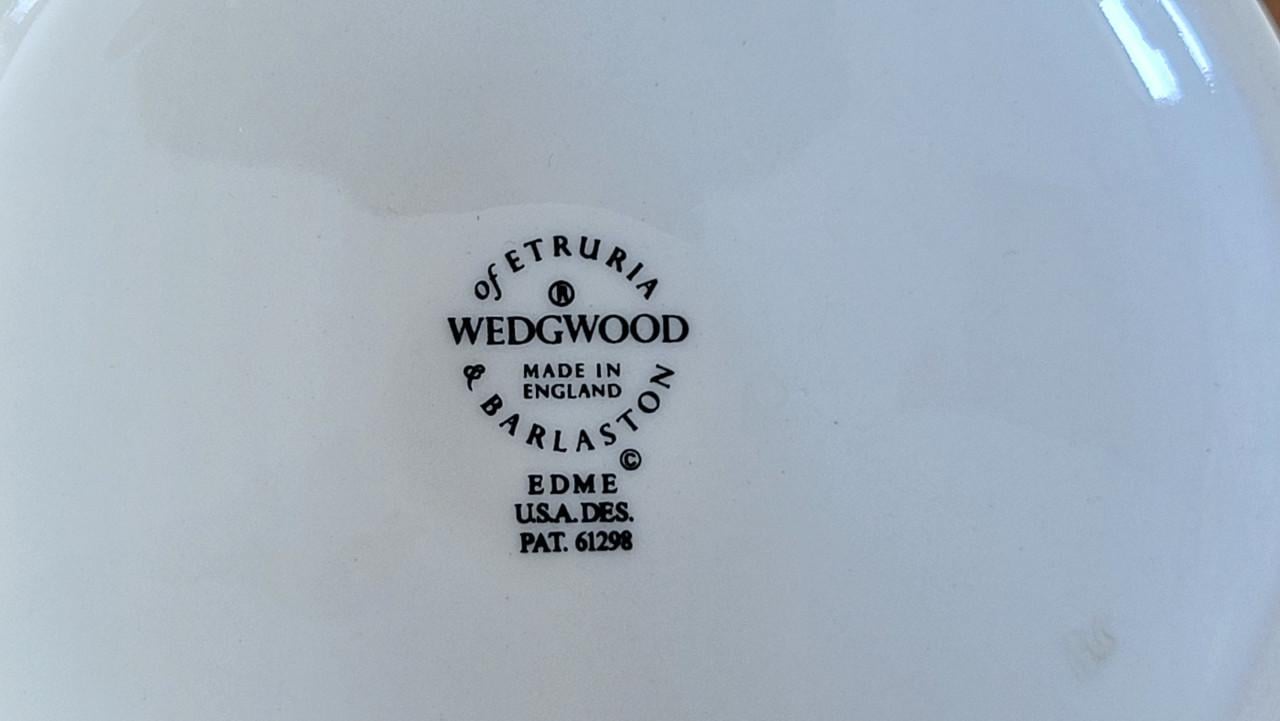 of ETRURIA
®
WEDGWOOD
MADE IN
ENGLAND
& BARLASTON
©
EDME
U.S.A. DES.
PAT. 61298